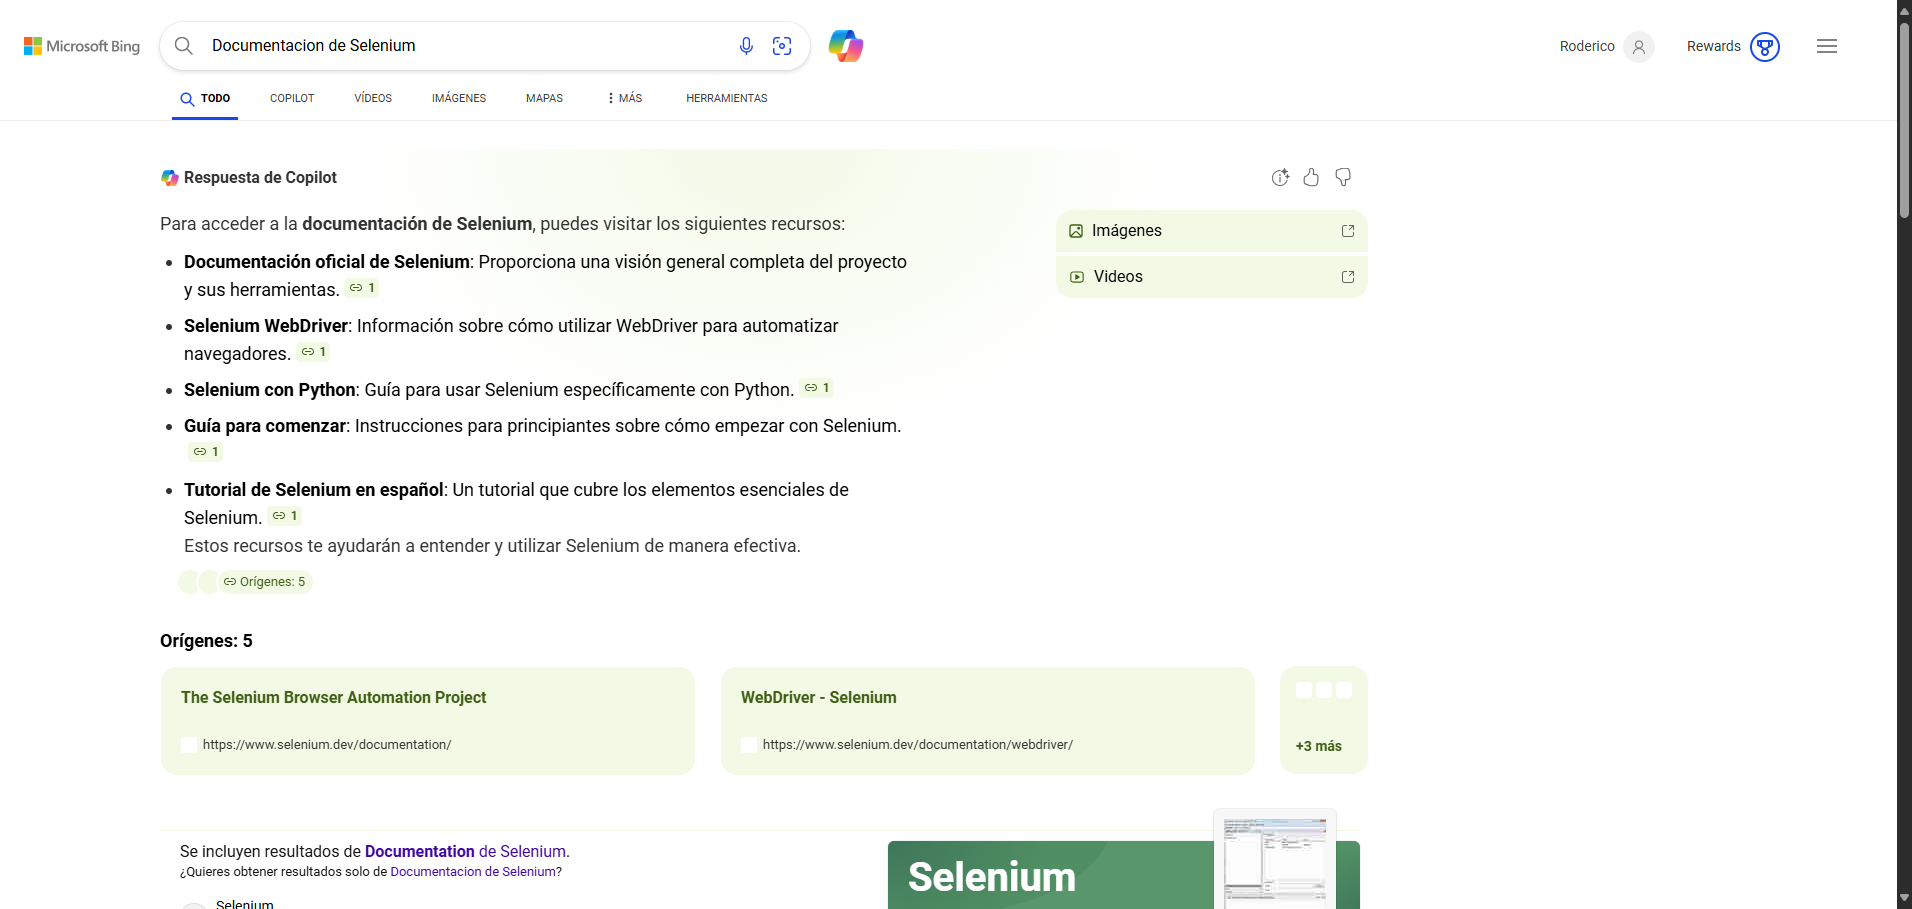 Microsoft Bing
Documentacion de Selenium
Roderico
Rewards
TODO
COPILOT
VÍDEOS
IMÁGENES
MAPAS
MÁS
HERRAMIENTAS
Respuesta de Copilot
Para acceder a la documentación de Selenium, puedes visitar los siguientes recursos:
Documentación oficial de Selenium: Proporciona una visión general completa del proyecto
y sus herramientas. 1
Selenium WebDriver: Información sobre cómo utilizar WebDriver para automatizar
navegadores. 1
Selenium con Python: Guía para usar Selenium específicamente con Python. 1
Guía para comenzar: Instrucciones para principiantes sobre cómo empezar con Selenium.
1
Tutorial de Selenium en español: Un tutorial que cubre los elementos esenciales de
Selenium. 1
Estos recursos te ayudarán a entender y utilizar Selenium de manera efectiva.
Orígenes: 5
Imágenes
Videos
Orígenes: 5
The Selenium Browser Automation Project
https://www.selenium.dev/documentation/
WebDriver - Selenium
https://www.selenium.dev/documentation/webdriver/
+3 más
Se incluyen resultados de Documentation de Selenium.
¿Quieres obtener resultados solo de Documentacion de Selenium?
Selenium
Selenium